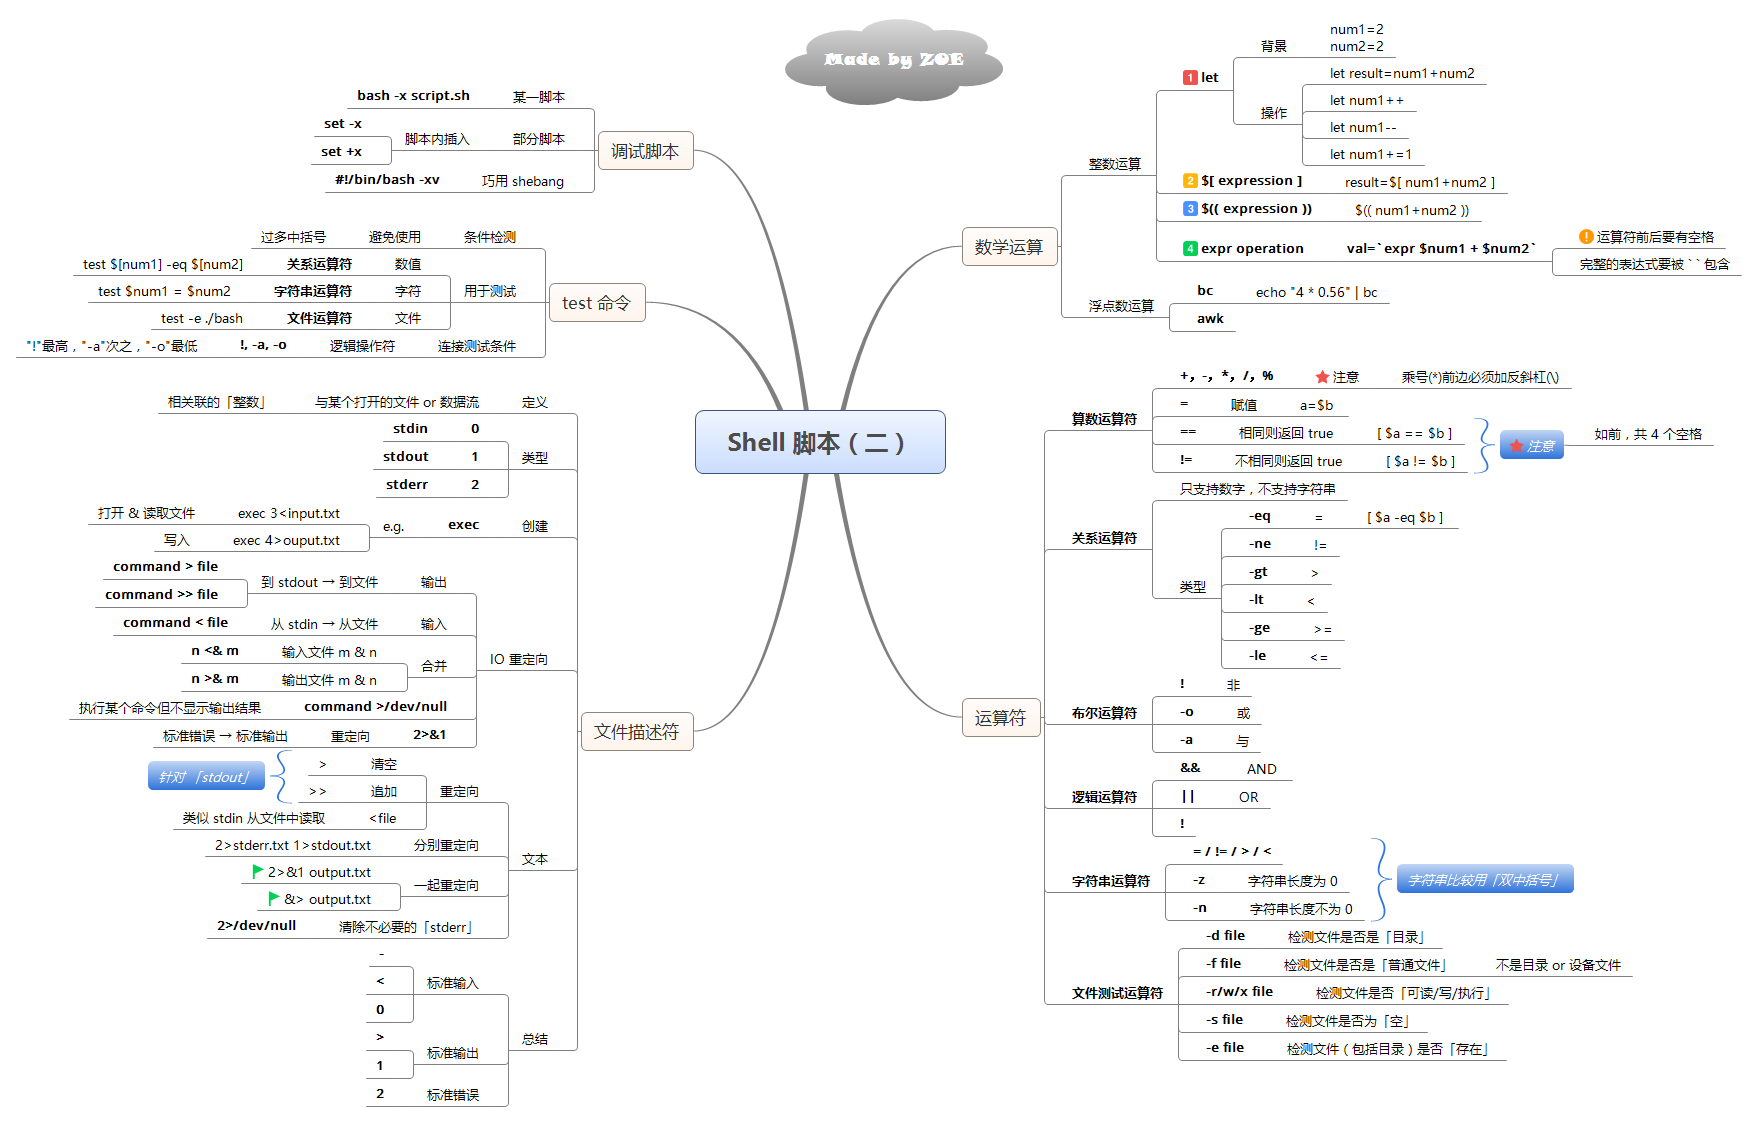 Made by ZOE
Shell 脚本（二）
数学运算
整数运算
1 let
背景
num1=2
num2=2
操作
let result=num1+num2
let num1++
let num1--
let num1+=1
2 $[ expression ]
result=$[ num1+num2 ]
3 $(( expression ))
$(( num1+num2 ))
4 expr operation
val=`expr $num1 + $num2`
! 运算符前后要有空格
完整的表达式要被 ` ` 包含
浮点数运算
bc
echo "4 * 0.56" | bc
awk
运算符
算数运算符
+，-，*，/，%
注意
乘号(*)前边必须加反斜杠(\)
=
赋值
a=$b
==
相同则返回 true
[ $a == $b ]
!=
不相同则返回 true
[ $a != $b ]
注意
如前，共 4 个空格
关系运算符
只支持数字，不支持字符串
类型
-eq
=
[ $a -eq $b ]
-ne
!=
-gt
>
-lt
<
-ge
>=
-le
<=
布尔运算符
!
非
-o
或
-a
与
逻辑运算符
&&
AND
||
OR
!
字符串运算符
= / != / > / <
-z
字符串长度为 0
-n
字符串长度不为 0
字符串比较用「双中括号」
文件测试运算符
-d file
检测文件是否是「目录」
-f file
检测文件是否是「普通文件」
不是目录 or 设备文件
-r/w/x file
检测文件是否「可读/写/执行」
-s file
检测文件是否为「空」
-e file
检测文件（包括目录）是否「存在」
调试脚本
某一脚本
bash -x script.sh
部分脚本
脚本内插入
set -x
set +x
巧用 shebang
#!/bin/bash -xv
test 命令
条件检测
避免使用
过多中括号
用于测试
数值
关系运算符
test $[num1] -eq $[num2]
字符
字符串运算符
test $num1 = $num2
文件
文件运算符
test -e ./bash
连接测试条件
逻辑操作符
!, -a, -o
"!"最高，"-a"次之，"-o"最低
文件描述符
定义
与某个打开的文件 or 数据流
相关联的「整数」
类型
0
stdin
1
stdout
2
stderr
创建
exec
e.g.
exec 3<input.txt
打开 & 读取文件
exec 4>ouput.txt
写入
IO 重定向
输出
到 stdout → 到文件
command > file
command >> file
输入
从 stdin → 从文件
command < file
合并
输入文件 m & n
n <& m
输出文件 m & n
n >& m
command >/dev/null
执行某个命令但不显示输出结果
2>&1
重定向
标准错误 → 标准输出
文本
重定向
清空
>
追加
>>
针对 「stdout」
<file
类似 stdin 从文件中读取
分别重定向
2>stderr.txt 1>stdout.txt
一起重定向
2>&1 output.txt
&> output.txt
清除不必要的「stderr」
2>/dev/null
总结
标准输入
-
<
0
标准输出
>
1
标准错误
2